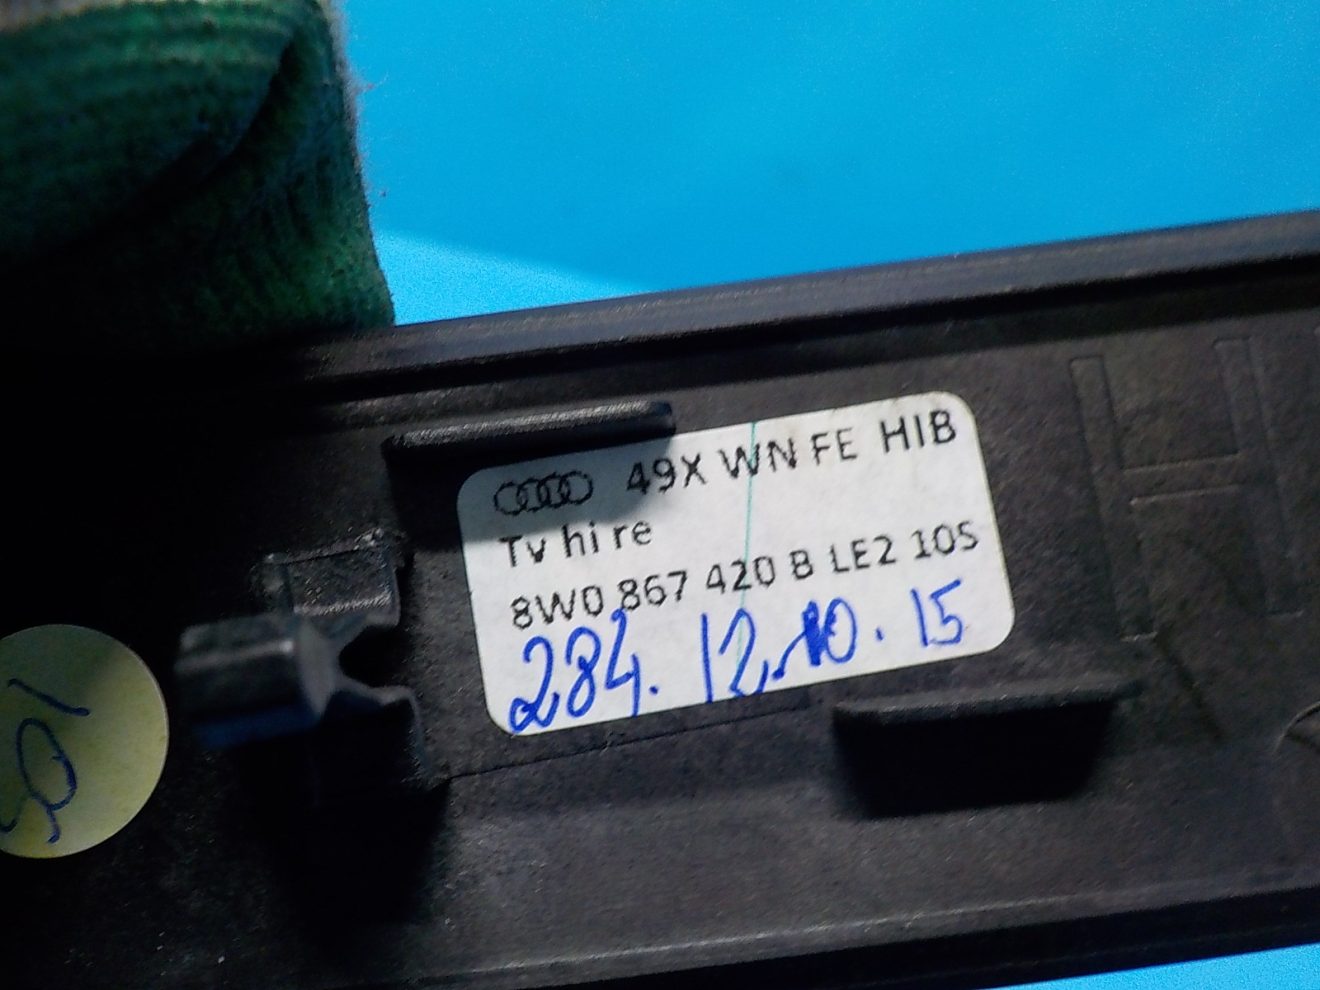 49X WN FE HIB
Tv hi re
8W0 867 420 B LE2 10S
284. 12.10.15